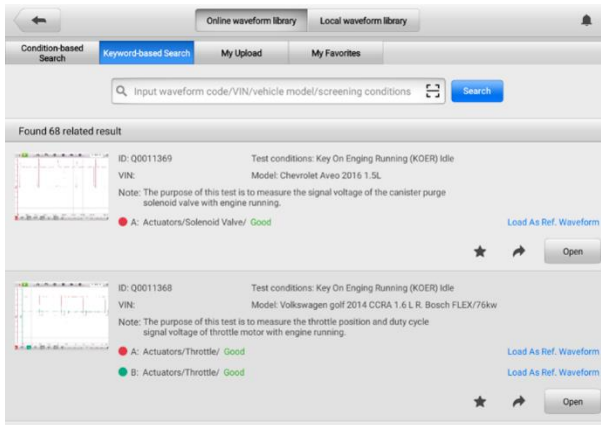 Online waveform library
Local waveform library
Condition-based
Search
Keyword-based Search
My Upload
My Favorites
Input waveform code/VIN/vehicle model/screening conditions
Search
Found 68 related result
ID: Q0011369
Test conditions: Key On Enging Running (KOER) Idle
VIN:
Model: Chevrolet Aveo 2016 1.5L
Note: The purpose of this test is to measure the signal voltage of the canister purge
solenoid valve with engine running.
A: Actuators/Solenoid Valve/ Good
Load As Ref. Waveform
Open
ID: Q0011368
Test conditions: Key On Enging Running (KOER) Idle
VIN:
Model: Volkswagen golf 2014 CCRA 1.6 L R. Bosch FLEX/76kw
Note: The purpose of this test is to measure the throttle position and duty cycle
signal voltage of throttle motor with engine running.
A: Actuators/Throttle/ Good
Load As Ref. Waveform
B: Actuators/Throttle/ Good
Load As Ref. Waveform
Open